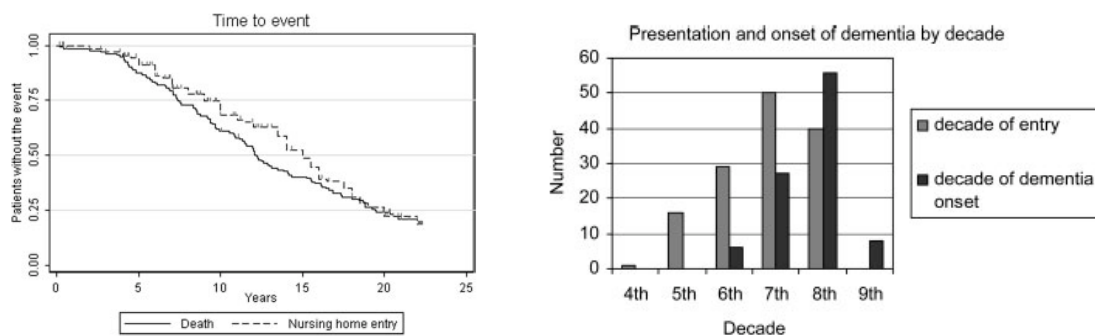 Time to event
1.00
0.75
0.50
0.25
0.00
Patients without the event
0 5 10 15 20 25
Years
Death Nursing home entry
Presentation and onset of dementia by decade
60
50
40
30
20
10
0
Number
4th 5th 6th 7th 8th 9th
Decade
decade of entry
decade of dementia
onset